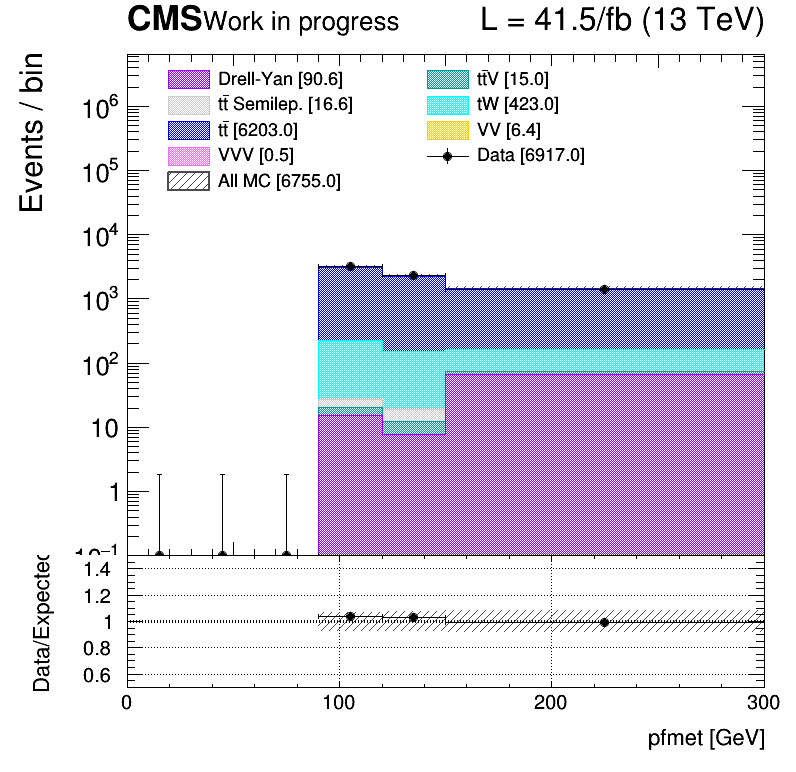 CMS Work in progress L = 41.5/fb (13 TeV)
Events / bin
Drell-Yan [90.6]
tt̄ Semilep. [16.6]
tt̄ [6203.0]
VVV [0.5]
All MC [6755.0]
tt̄V [15.0]
tW [423.0]
VV [6.4]
Data [6917.0]
10⁶
10⁵
10⁴
10³
10²
10
1
10⁻¹
Data/Expected
1.4
1.2
1
0.8
0.6
0 100 200 300
pfmet [GeV]